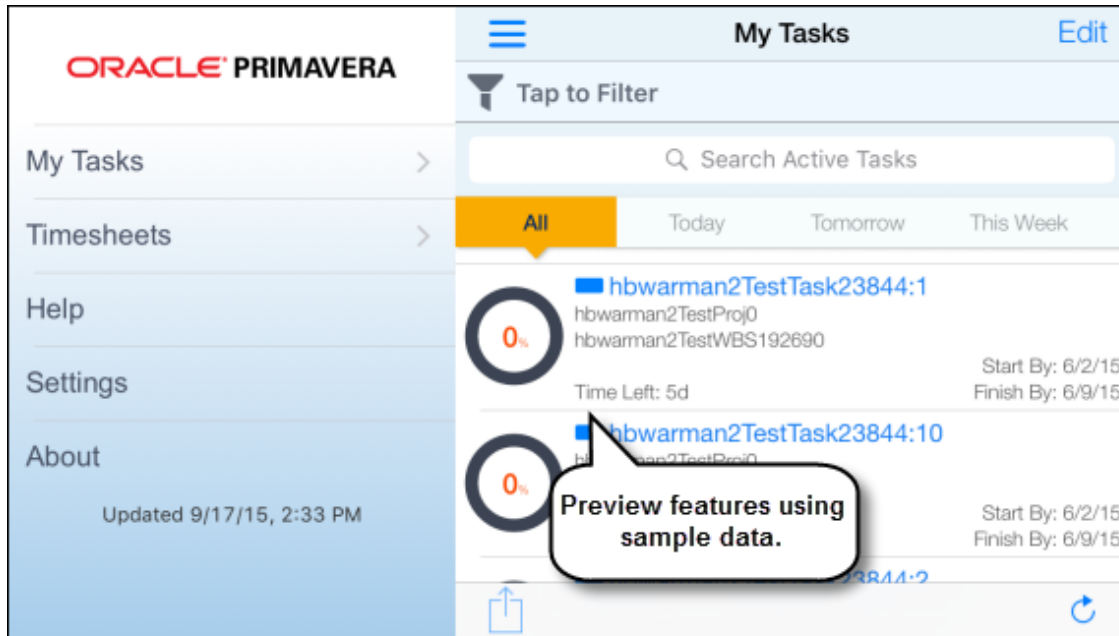 ORACLE PRIMAVERA
My Tasks
Timesheets
Help
Settings
About
Updated 9/17/15, 2:33 PM
My Tasks
Edit
Tap to Filter
Search Active Tasks
All
Today
Tomorrow
This Week
hbwarman2TestTask23844:1
hbwarman2TestProj0
hbwarman2TestWBS192690
0%
Time Left: 5d
Start By: 6/2/15
Finish By: 6/9/15
hbwarman2TestTask23844:10
0%
Preview features using
sample data.
Start By: 6/2/15
Finish By: 6/9/15